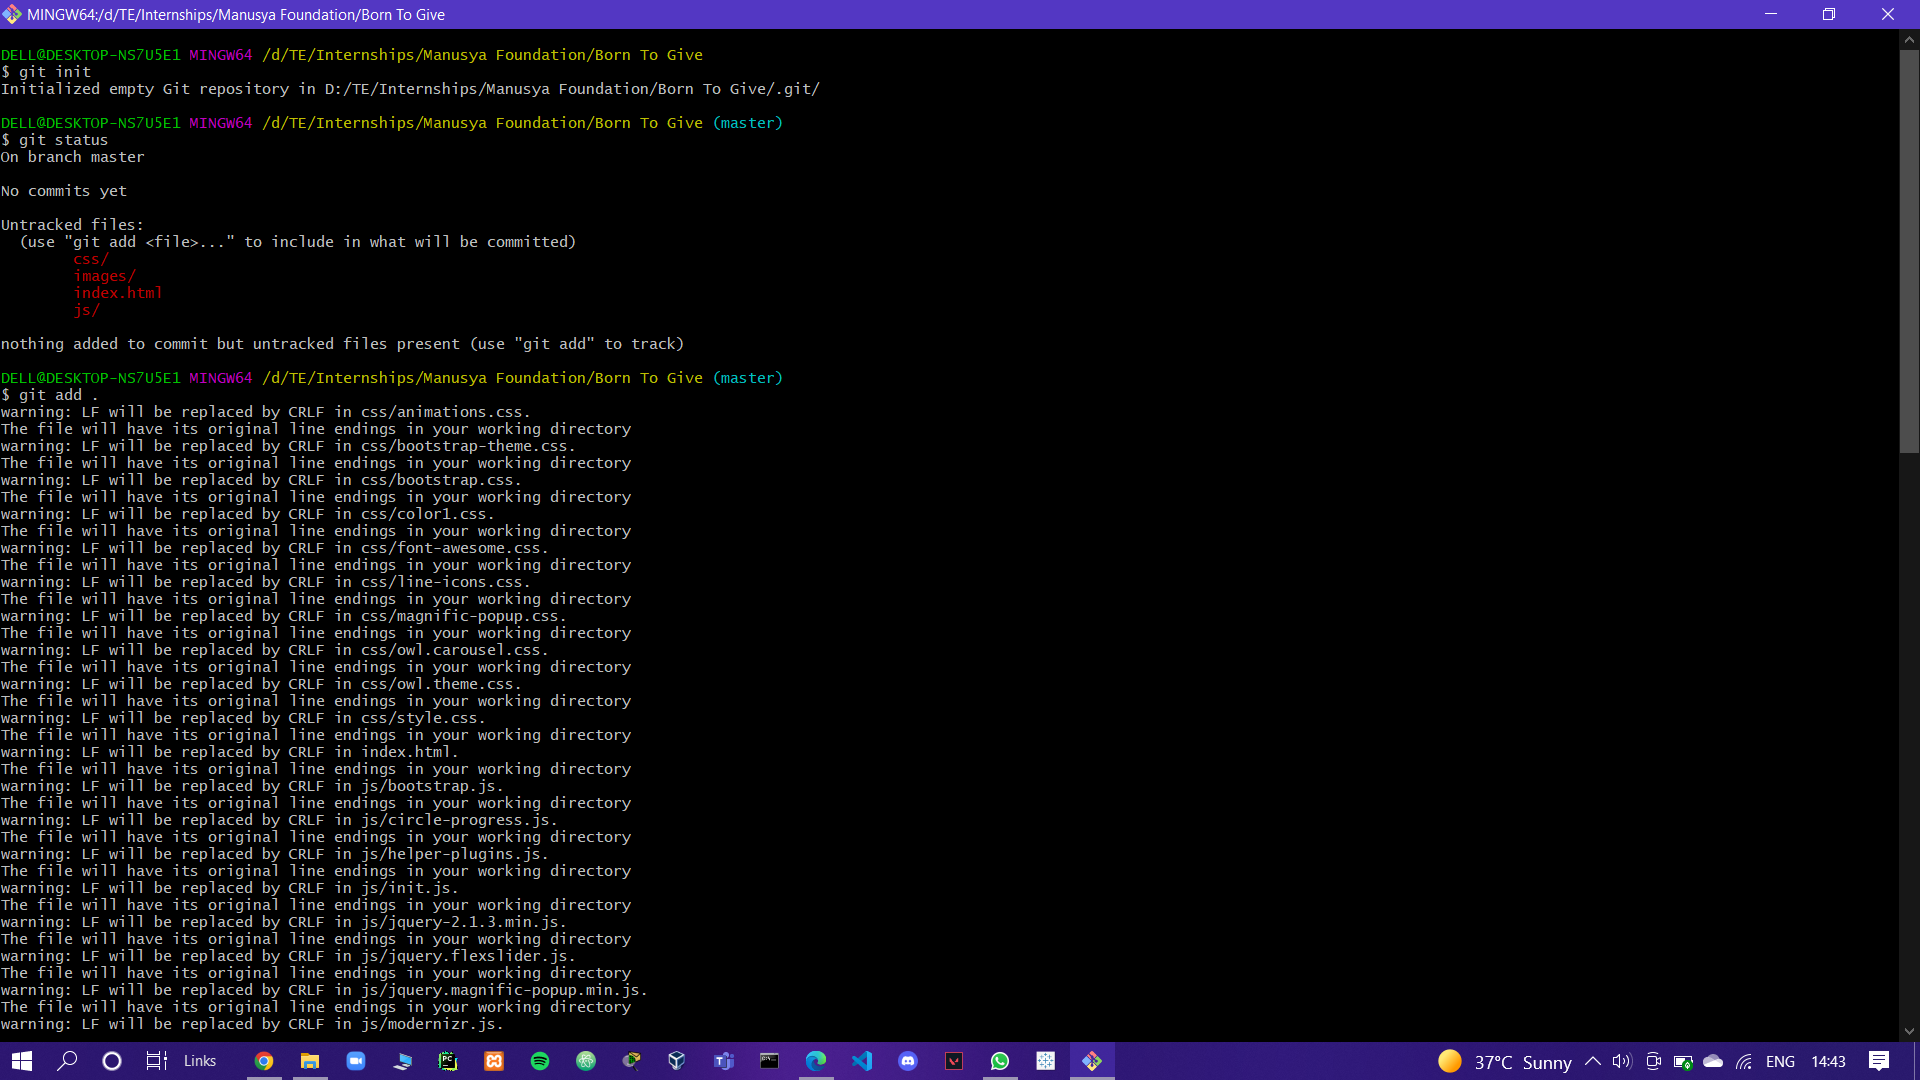 MINGW64:/d/TE/Internships/Manusya Foundation/Born To Give
DELL@DESKTOP-NS7U5E1 MINGW64 /d/TE/Internships/Manusya Foundation/Born To Give
$ git init
Initialized empty Git repository in D:/TE/Internships/Manusya Foundation/Born To Give/.git/
DELL@DESKTOP-NS7U5E1 MINGW64 /d/TE/Internships/Manusya Foundation/Born To Give (master)
$ git status
On branch master
No commits yet
Untracked files:
  (use "git add <file>..." to include in what will be committed)
        css/
        images/
        index.html
        js/
nothing added to commit but untracked files present (use "git add" to track)
DELL@DESKTOP-NS7U5E1 MINGW64 /d/TE/Internships/Manusya Foundation/Born To Give (master)
$ git add .
warning: LF will be replaced by CRLF in css/animations.css.
The file will have its original line endings in your working directory
warning: LF will be replaced by CRLF in css/bootstrap-theme.css.
The file will have its original line endings in your working directory
warning: LF will be replaced by CRLF in css/bootstrap.css.
The file will have its original line endings in your working directory
warning: LF will be replaced by CRLF in css/color1.css.
The file will have its original line endings in your working directory
warning: LF will be replaced by CRLF in css/font-awesome.css.
The file will have its original line endings in your working directory
warning: LF will be replaced by CRLF in css/line-icons.css.
The file will have its original line endings in your working directory
warning: LF will be replaced by CRLF in css/magnific-popup.css.
The file will have its original line endings in your working directory
warning: LF will be replaced by CRLF in css/owl.carousel.css.
The file will have its original line endings in your working directory
warning: LF will be replaced by CRLF in css/owl.theme.css.
The file will have its original line endings in your working directory
warning: LF will be replaced by CRLF in css/style.css.
The file will have its original line endings in your working directory
warning: LF will be replaced by CRLF in index.html.
The file will have its original line endings in your working directory
warning: LF will be replaced by CRLF in js/bootstrap.js.
The file will have its original line endings in your working directory
warning: LF will be replaced by CRLF in js/circle-progress.js.
The file will have its original line endings in your working directory
warning: LF will be replaced by CRLF in js/helper-plugins.js.
The file will have its original line endings in your working directory
warning: LF will be replaced by CRLF in js/init.js.
The file will have its original line endings in your working directory
warning: LF will be replaced by CRLF in js/jquery-2.1.3.min.js.
The file will have its original line endings in your working directory
warning: LF will be replaced by CRLF in js/jquery.flexslider.js.
The file will have its original line endings in your working directory
warning: LF will be replaced by CRLF in js/jquery.magnific-popup.min.js.
The file will have its original line endings in your working directory
warning: LF will be replaced by CRLF in js/modernizr.js.
Links 37°C Sunny ENG 14:43